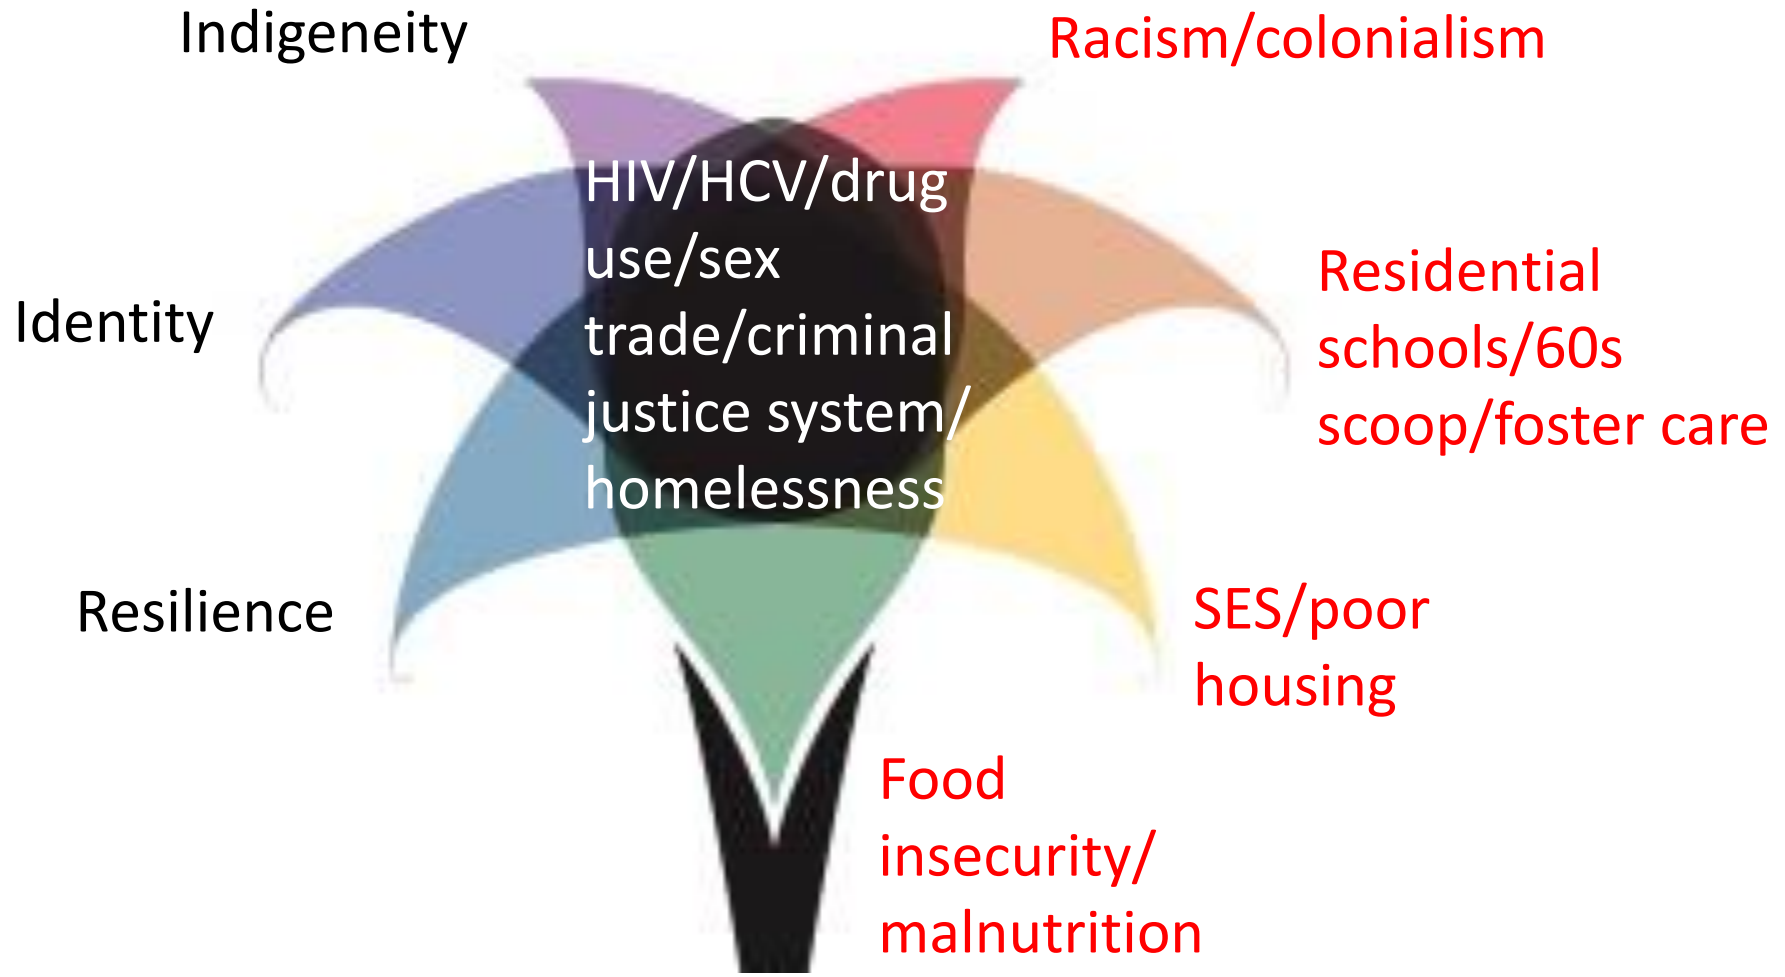 Indigeneity
Racism/colonialism
HIV/HCV/drug
use/sex
trade/criminal
justice system/
homelessness
Identity
Residential
schools/60s
scoop/foster care
Resilience
SES/poor
housing
Food
insecurity/
malnutrition